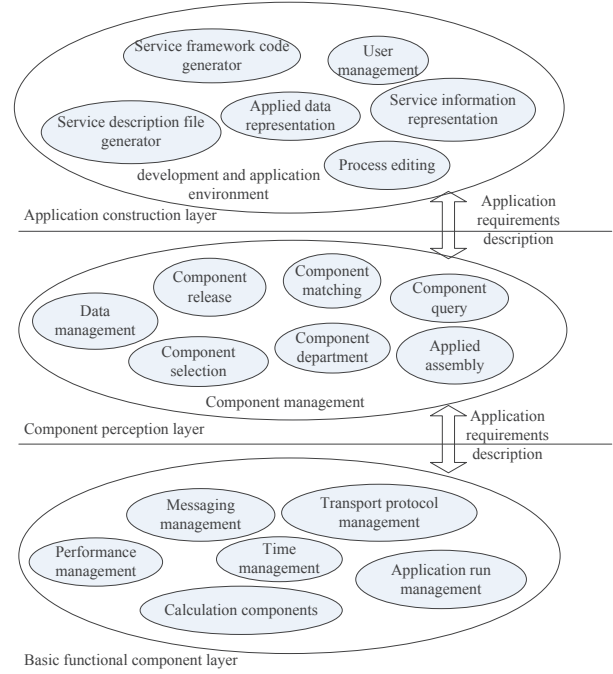 Service framework code
generator
User
management
Applied data
representation
Service information
representation
Service description file
generator
Process editing
development and application
environment
Application construction layer
Application
requirements
description
Component
release
Component
matching
Component
query
Data
management
Component
selection
Component
department
Applied
assembly
Component management
Component perception layer
Application
requirements
description
Messaging
management
Transport protocol
management
Performance
management
Time
management
Application run
management
Calculation components
Basic functional component layer